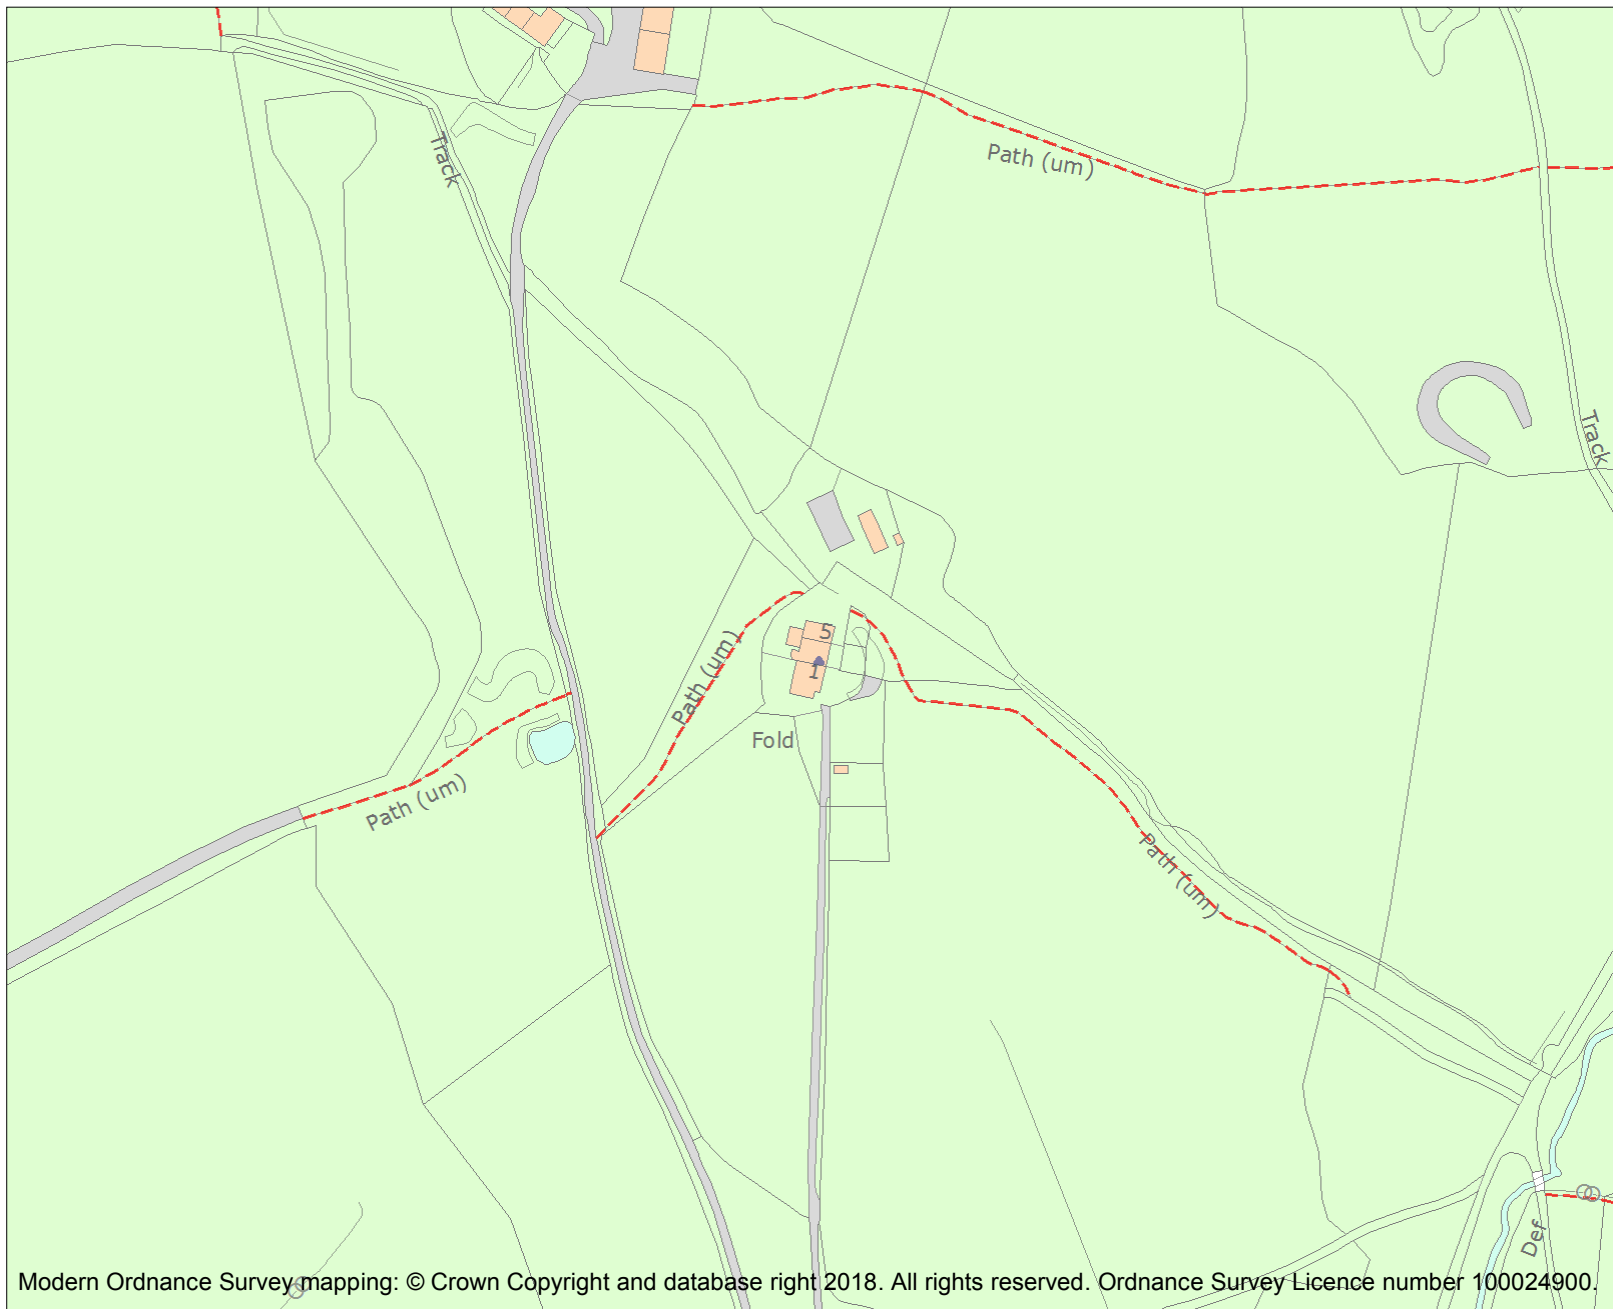 Track
Path (um)
Track
5
1
Path (um)
Fold
Path (um)
Path (um)
Def
Modern Ordnance Survey mapping: © Crown Copyright and database right 2018. All rights reserved. Ordnance Survey Licence number 100024900.